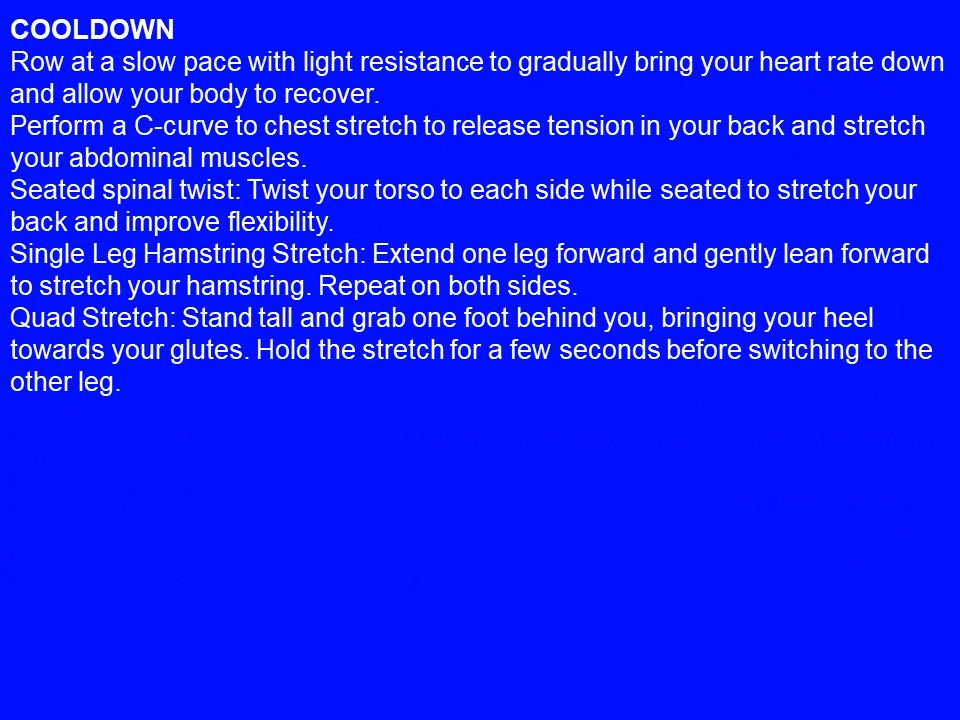 COOLDOWN
Row at a slow pace with light resistance to gradually bring your heart rate down
and allow your body to recover.
Perform a C-curve to chest stretch to release tension in your back and stretch
your abdominal muscles.
Seated spinal twist: Twist your torso to each side while seated to stretch your
back and improve flexibility.
Single Leg Hamstring Stretch: Extend one leg forward and gently lean forward
to stretch your hamstring. Repeat on both sides.
Quad Stretch: Stand tall and grab one foot behind you, bringing your heel
towards your glutes. Hold the stretch for a few seconds before switching to the
other leg.